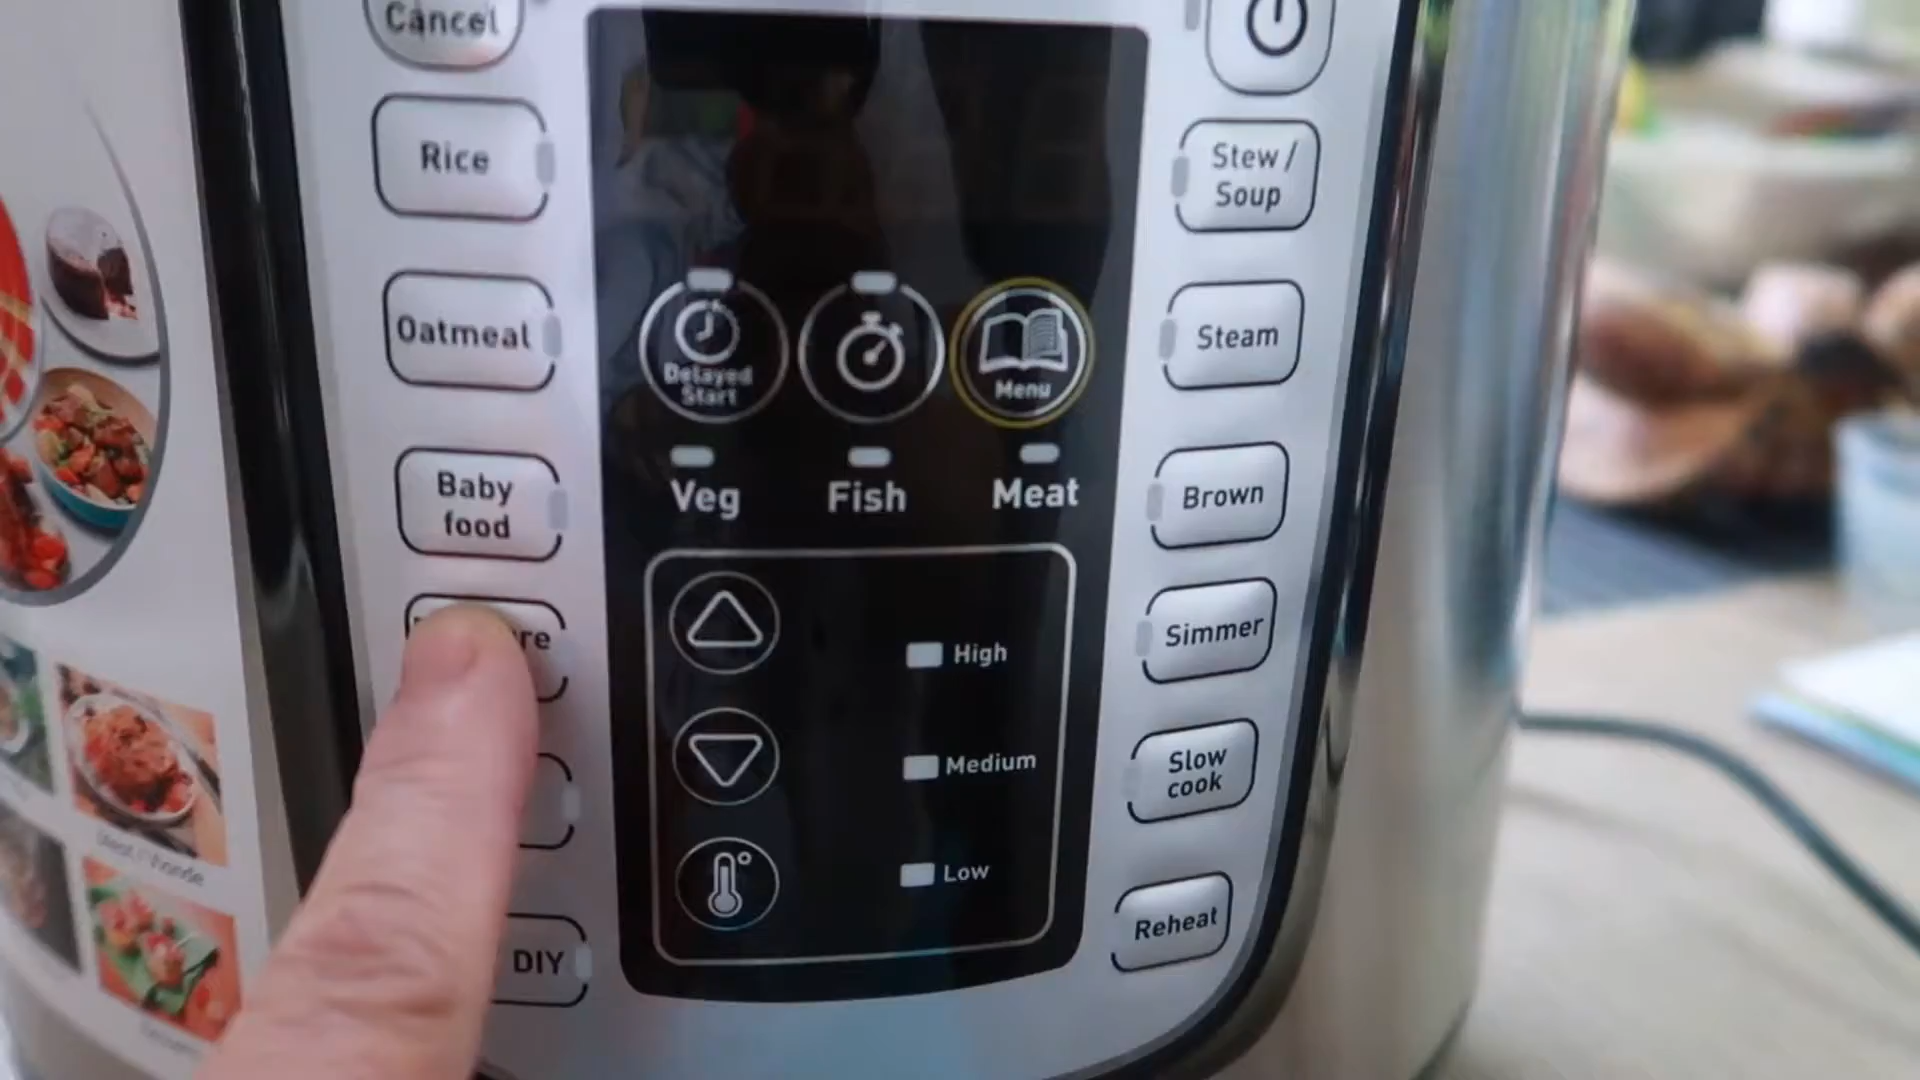 Cancel
Rice
Oatmeal
Baby
food
re
DIY
Delayed
Start
Menu
Veg
Fish
Meat
High
Medium
Low
Stew /
Soup
Steam
Brown
Simmer
Slow
cook
Reheat